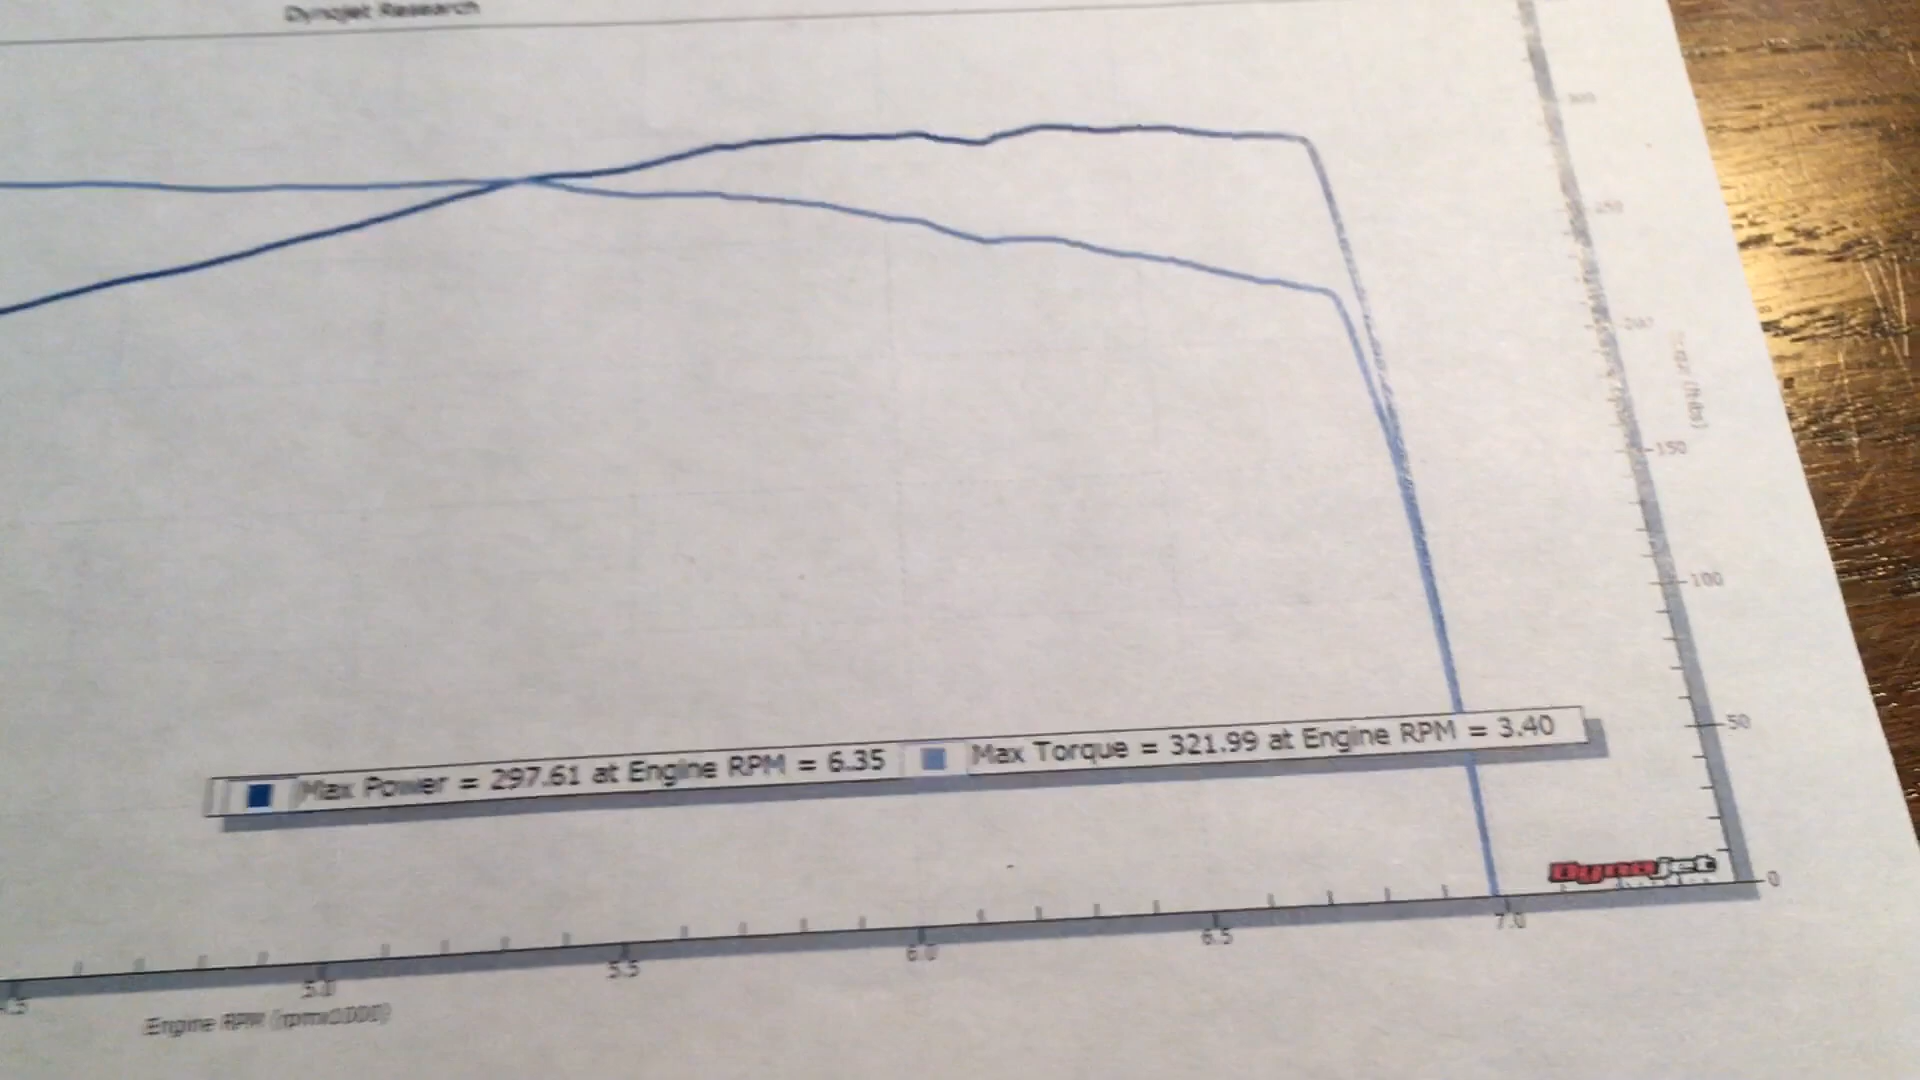 Dynojet Research
300
250
200
150
100
50
0
Max Power = 297.61 at Engine RPM = 6.35 Max Torque = 321.99 at Engine RPM = 3.40
Dynojet
5.0 5.5 6.0 6.5 7.0
Engine RPM (rpmx1000)